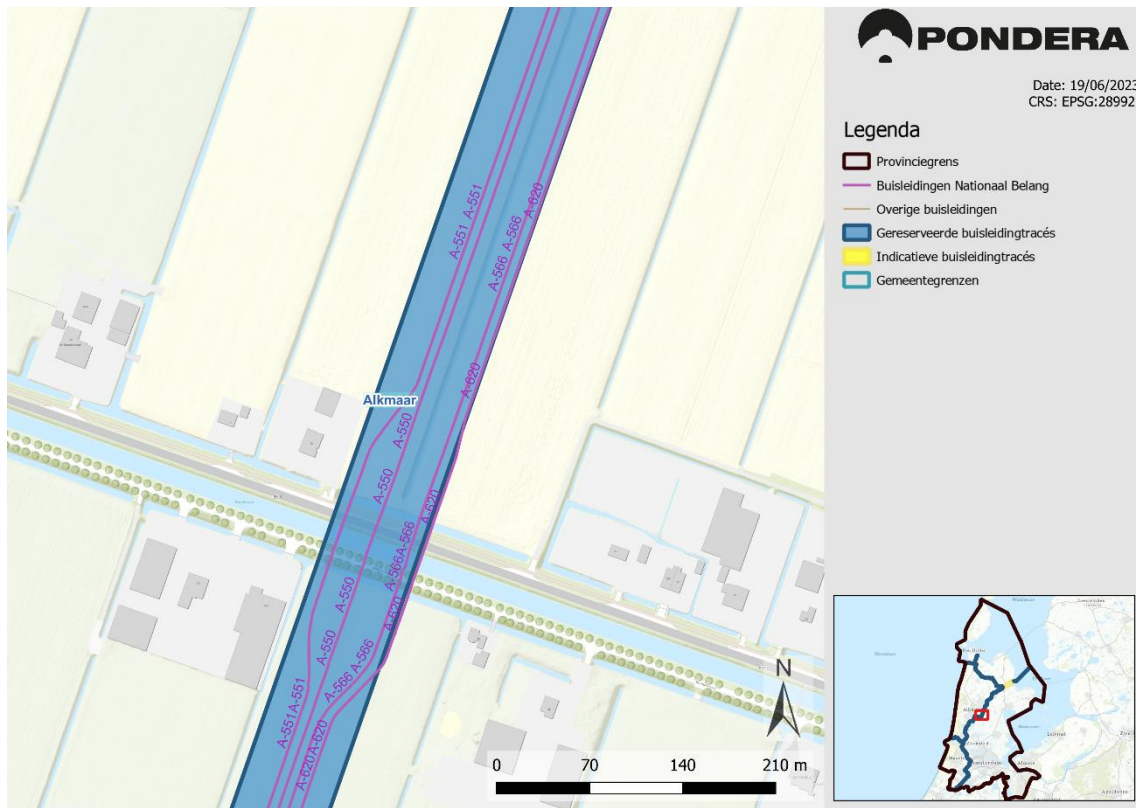 PONDERA
Date: 19/06/2023
CRS: EPSG:28992
Legenda
Provinciegrens
Buisleidingen Nationaal Belang
Overige buisleidingen
Gereserveerde buisleidingtracés
Indicatieve buisleidingtracés
Gemeentegrenzen
A-551
A-551
A-620
A-566
A-566
A-620
Alkmaar
A-550
A-550
A-620
A-566
A-566
A-550
A-620
A-550
A-566
A-566
A-551
A-551
A-620
A-620
N
0 70 140 210 m